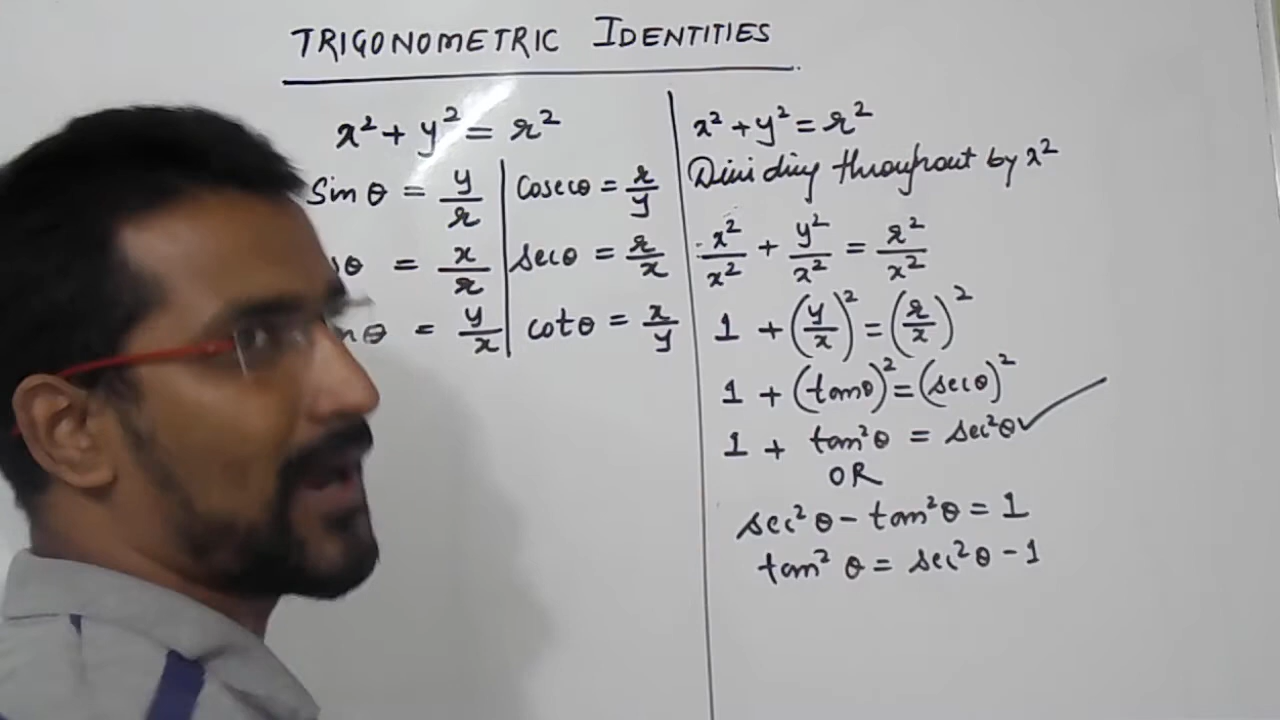 TRIGONOMETRIC IDENTITIES
x² + y² = r²
Sin θ = y/r | Cosec θ = r/y
θ = x/r | sec θ = r/x
θ = y/x | cot θ = x/y
x² + y² = r²
Dividing throughout by x²
x²/x² + y²/x² = r²/x²
1 + (y/x)² = (r/x)²
1 + (tanθ)² = (secθ)²
1 + tan²θ = sec²θ ✓
OR
sec²θ - tan²θ = 1
tan²θ = sec²θ - 1